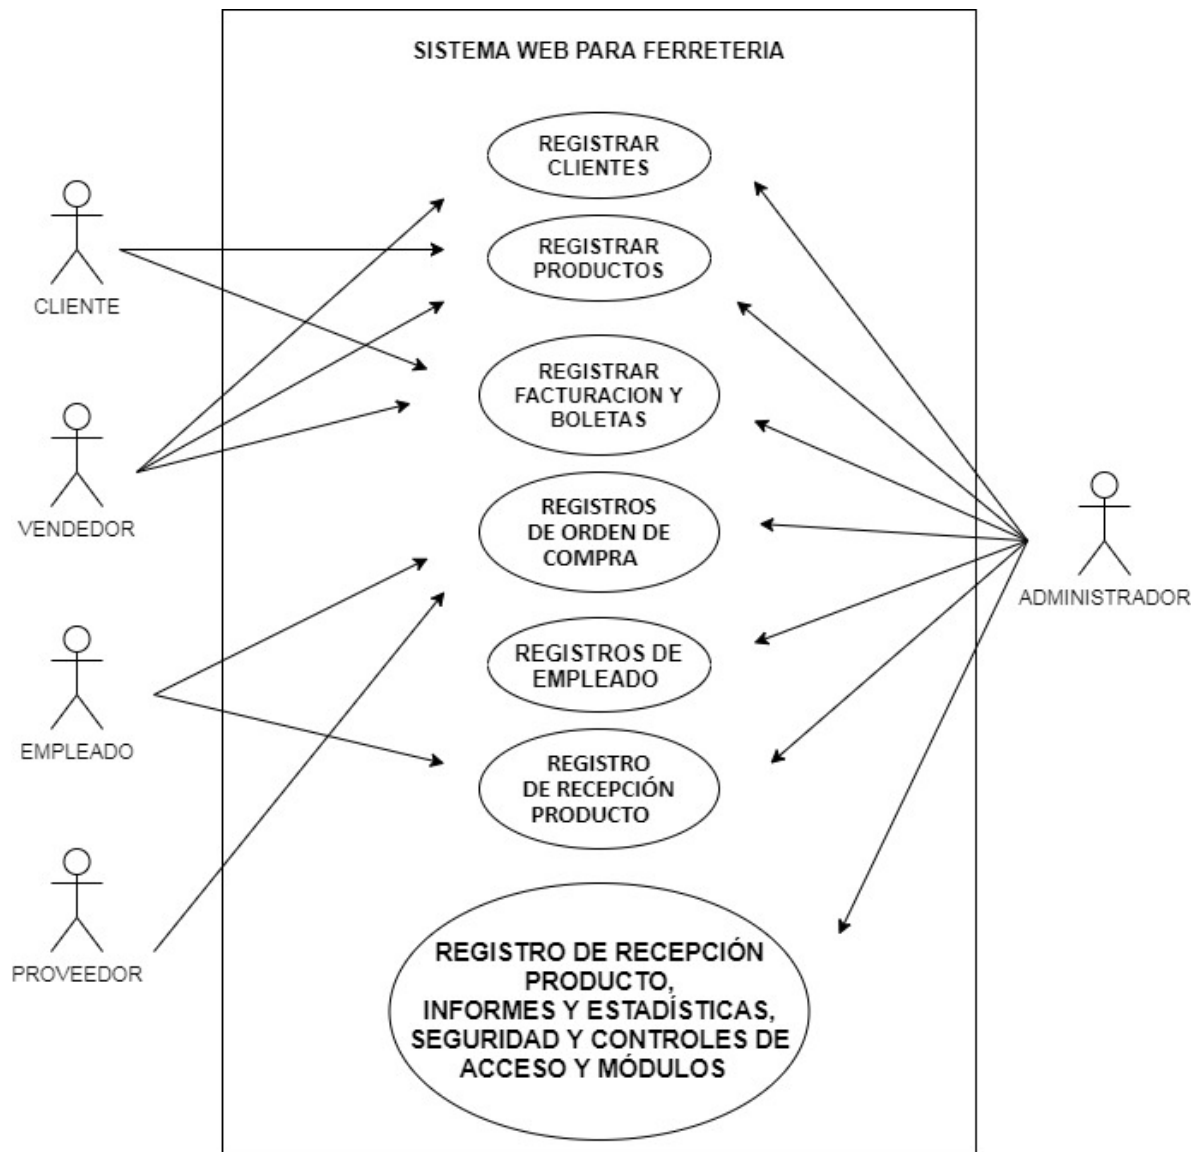 SISTEMA WEB PARA FERRETERIA
REGISTRAR
CLIENTES
CLIENTE
REGISTRAR
PRODUCTOS
REGISTRAR
FACTURACION Y
BOLETAS
VENDEDOR
REGISTROS
DE ORDEN DE
COMPRA
ADMINISTRADOR
REGISTROS DE
EMPLEADO
EMPLEADO
REGISTRO
DE RECEPCIÓN
PRODUCTO
PROVEEDOR
REGISTRO DE RECEPCIÓN
PRODUCTO,
INFORMES Y ESTADÍSTICAS,
SEGURIDAD Y CONTROLES DE
ACCESO Y MÓDULOS